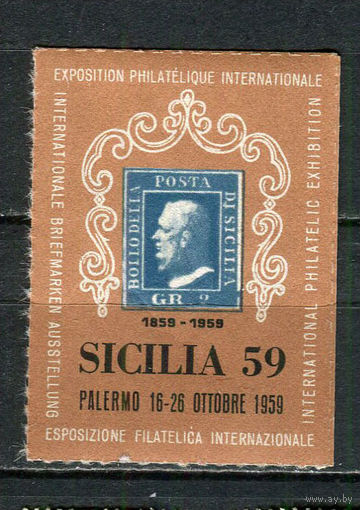 EXPOSITION PHILATÉLIQUE INTERNATIONALE
INTERNATIONALE BRIEFMARKEN AUSSTELLUNG
INTERNATIONAL PHILATELIC EXHIBITION
BOLLO DELLA
POSTA
DI SICILIA
GR. 2
1859-1959
SICILIA 59
PALERMO 16-26 OTTOBRE 1959
ESPOSIZIONE FILATELICA INTERNAZIONALE
www.ay.by